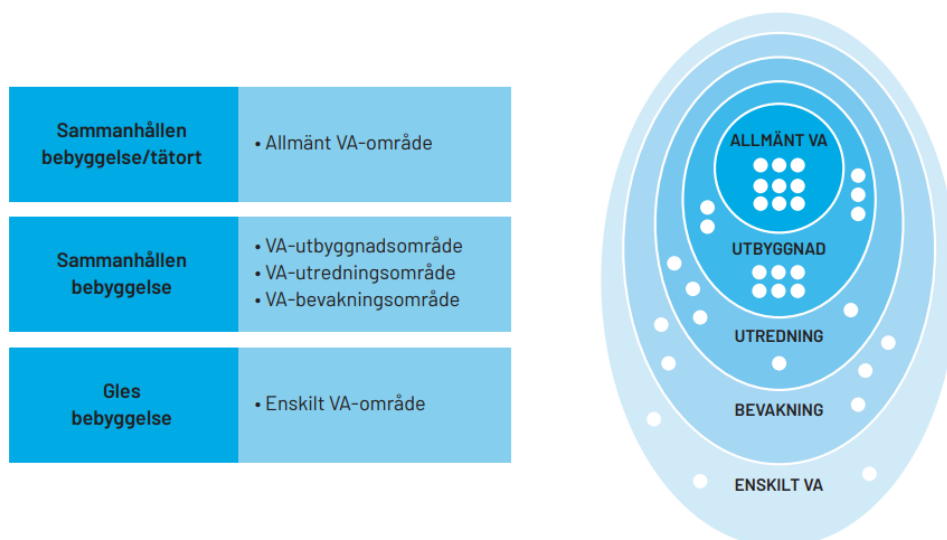 Sammanhållen
bebyggelse/tätort
• Allmänt VA-område
Sammanhållen
bebyggelse
• VA-utbyggnadsområde
• VA-utredningsområde
• VA-bevakningsområde
Gles
bebyggelse
• Enskilt VA-område
ALLMÄNT VA
UTBYGGNAD
UTREDNING
BEVAKNING
ENSKILT VA